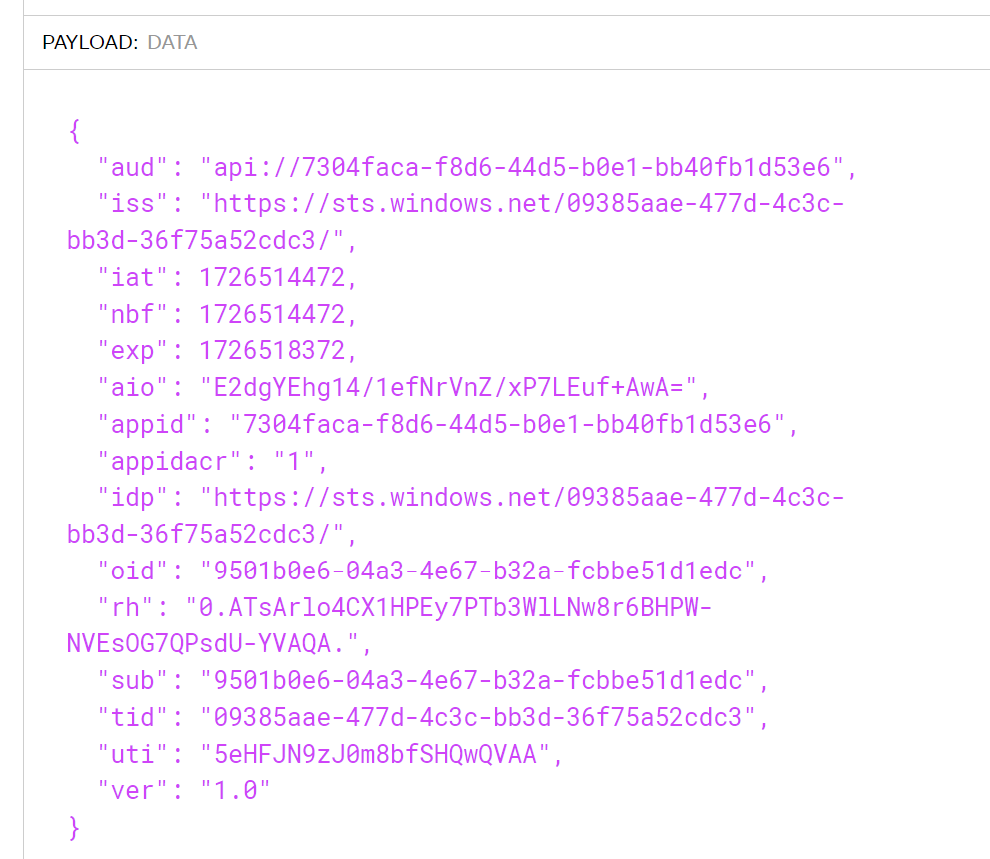 PAYLOAD: DATA
{
"aud": "api://7304faca-f8d6-44d5-b0e1-bb40fb1d53e6",
"iss": "https://sts.windows.net/09385aae-477d-4c3c-
bb3d-36f75a52cdc3/",
"iat": 1726514472,
"nbf": 1726514472,
"exp": 1726518372,
"aio": "E2dgYEhg14/1efNrVnZ/xP7LEuf+AwA=",
"appid": "7304faca-f8d6-44d5-b0e1-bb40fb1d53e6",
"appidacr": "1",
"idp": "https://sts.windows.net/09385aae-477d-4c3c-
bb3d-36f75a52cdc3/",
"oid": "9501b0e6-04a3-4e67-b32a-fcbbe51d1edc",
"rh": "0.ATsArlo4CX1HPEy7PTb3WlLNw8r6BHPW-
NVEsOG7QPsdU-YVAQA.",
"sub": "9501b0e6-04a3-4e67-b32a-fcbbe51d1edc",
"tid": "09385aae-477d-4c3c-bb3d-36f75a52cdc3",
"uti": "5eHFJN9zJ0m8bfSHQwQVAA",
"ver": "1.0"
}